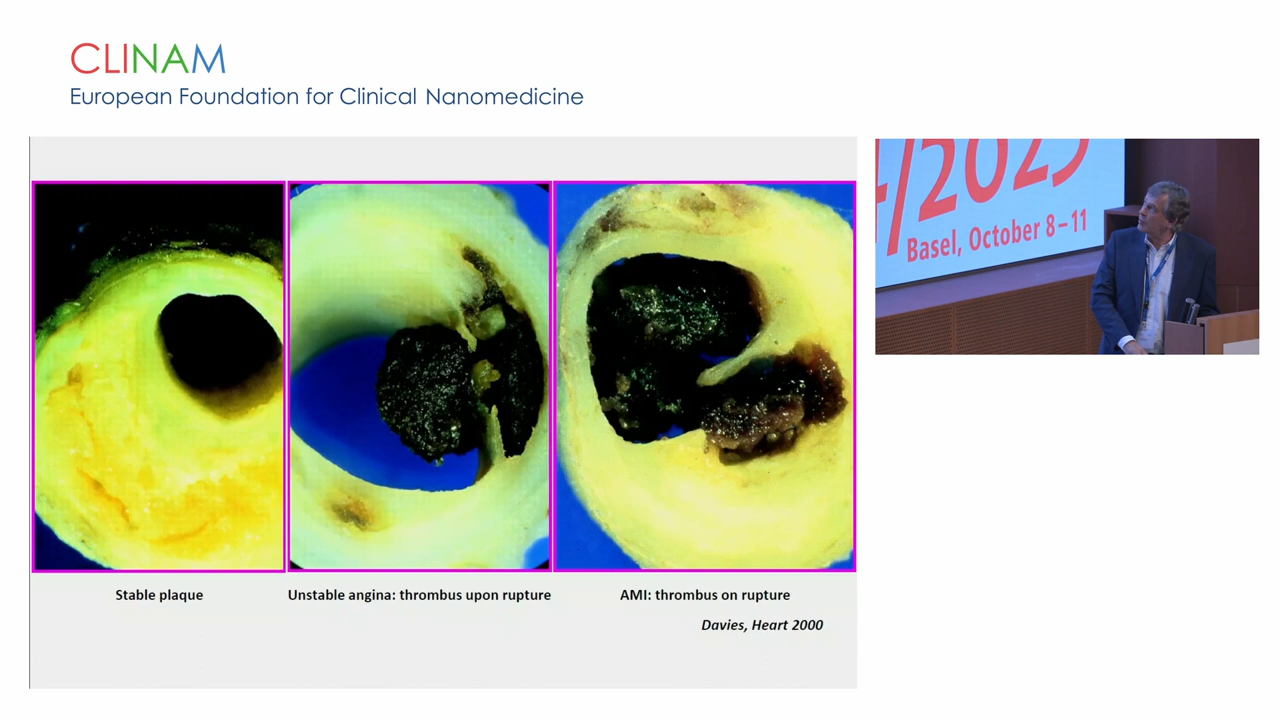 CLINAM
European Foundation for Clinical Nanomedicine
/2023
Basel, October 8–11
Stable plaque
Unstable angina: thrombus upon rupture
AMI: thrombus on rupture
Davies, Heart 2000